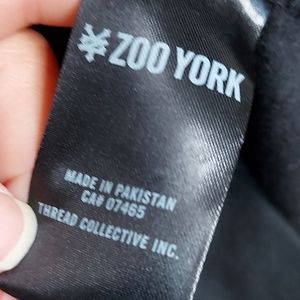 ZOO YORK
MADE IN PAKISTAN
CA# 07465
THREAD COLLECTIVE INC.